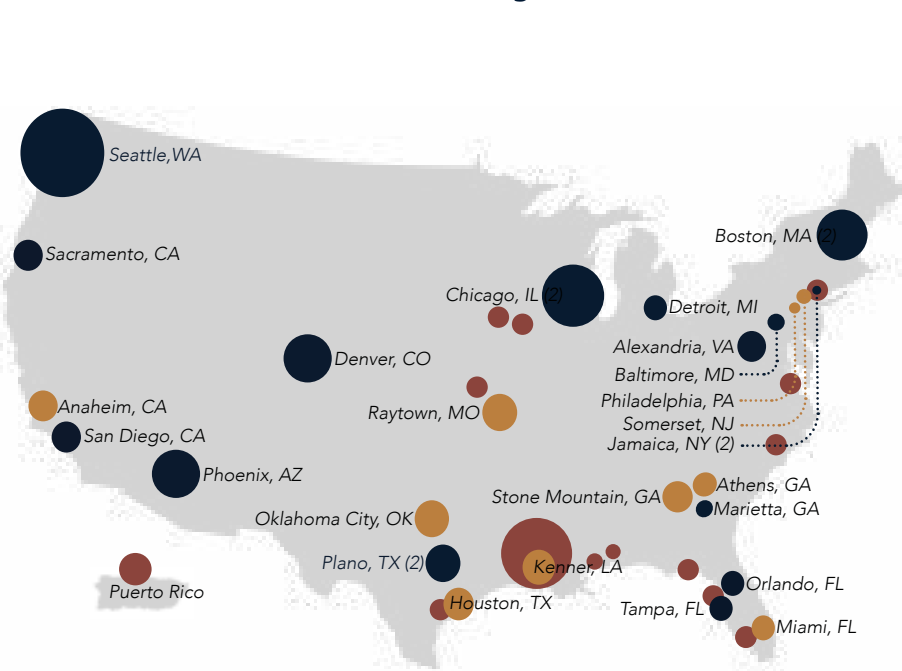 Seattle,WA
Sacramento, CA
Boston, MA (2)
Chicago, IL (2)
Detroit, MI
Alexandria, VA
Denver, CO
Baltimore, MD
Philadelphia, PA
Anaheim, CA
Raytown, MO
Somerset, NJ
San Diego, CA
Jamaica, NY (2)
Phoenix, AZ
Athens, GA
Stone Mountain, GA
Marietta, GA
Oklahoma City, OK
Plano, TX (2)
Kenner, LA
Orlando, FL
Puerto Rico
Houston, TX
Tampa, FL
Miami, FL